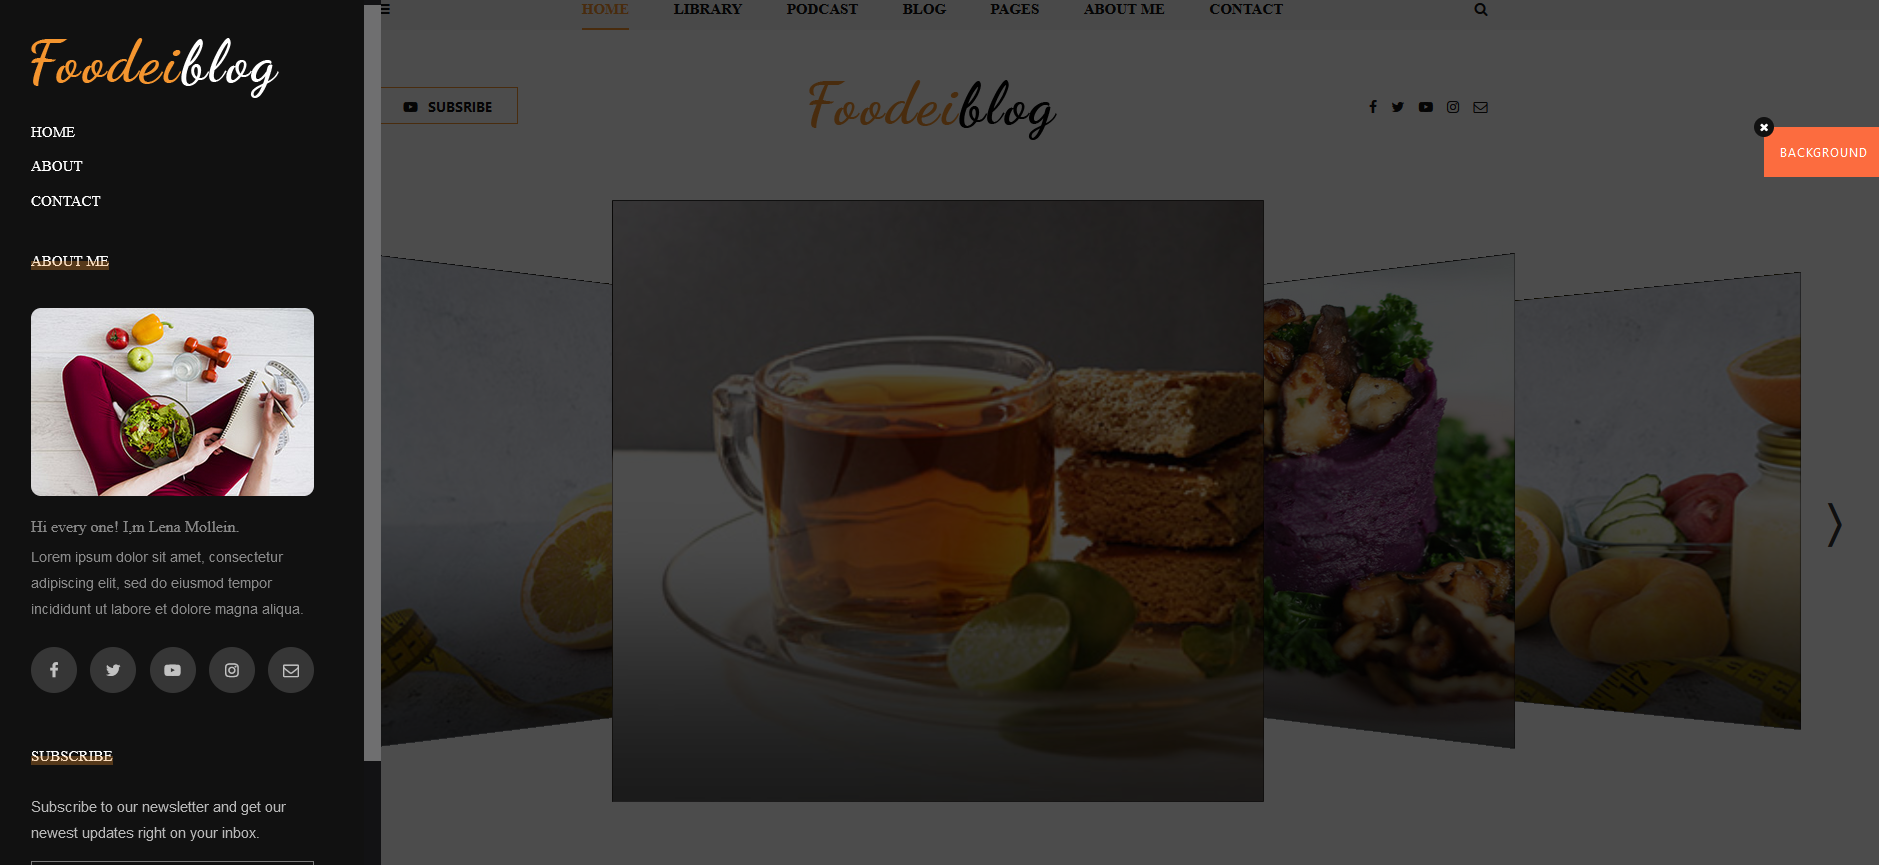 Foodeiblog
HOME
ABOUT
CONTACT
ABOUT ME
Hi every one! I,m Lena Mollein.
Lorem ipsum dolor sit amet, consectetur
adipiscing elit, sed do eiusmod tempor
incididunt ut labore et dolore magna aliqua.
SUBSCRIBE
Subscribe to our newsletter and get our
newest updates right on your inbox.
HOME LIBRARY PODCAST BLOG PAGES ABOUT ME CONTACT
SUBSRIBE
Foodeiblog
BACKGROUND
17